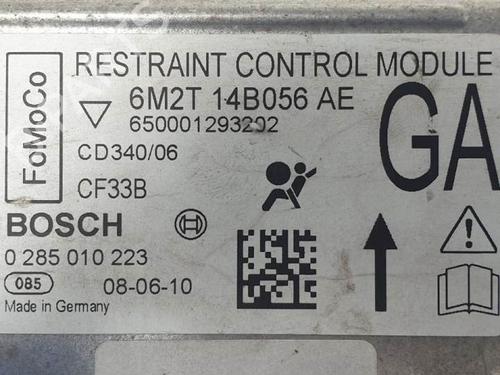 FoMoCo
RESTRAINT CONTROL MODULE
6M2T 14B056 AE
650001293202
CD340/06
CF33B
GA
BOSCH
0 285 010 223
085
08-06-10
Made in Germany